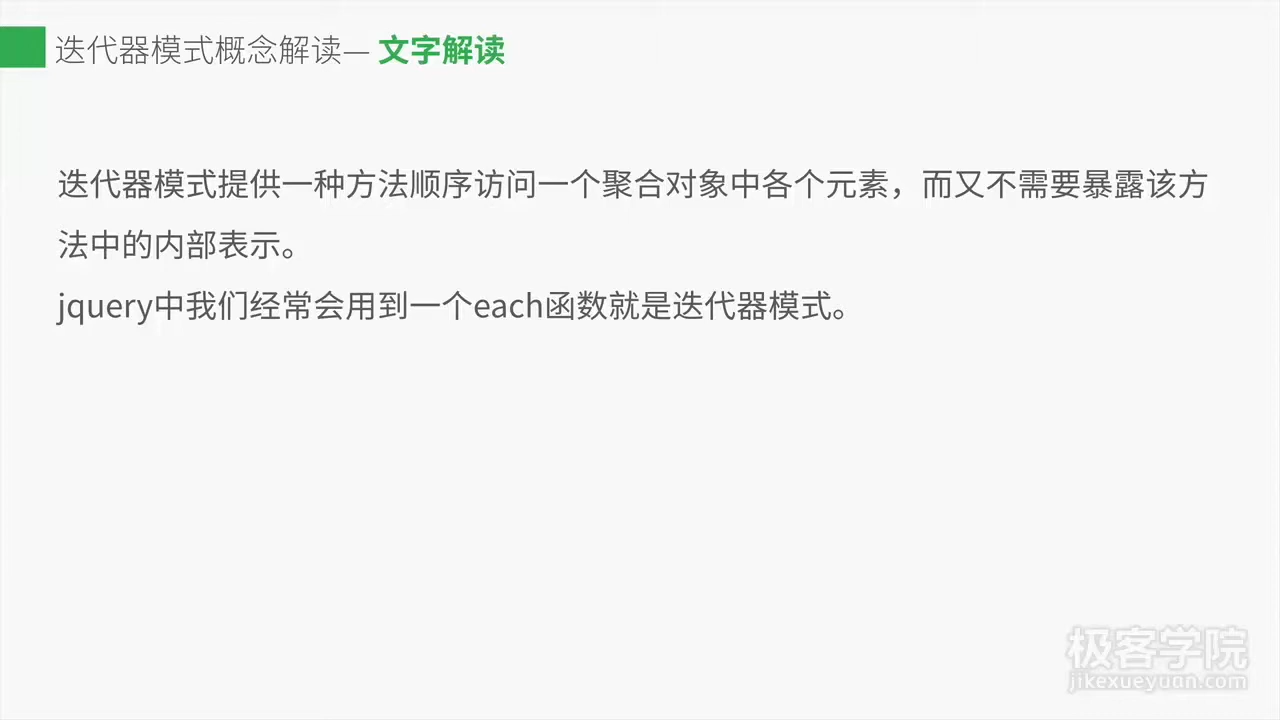 迭代器模式概念解读— 文字解读
迭代器模式提供一种方法顺序访问一个聚合对象中各个元素，而又不需要暴露该方
法中的内部表示。
jquery中我们经常会用到一个each函数就是迭代器模式。
极客学院
jikexueyuan.com